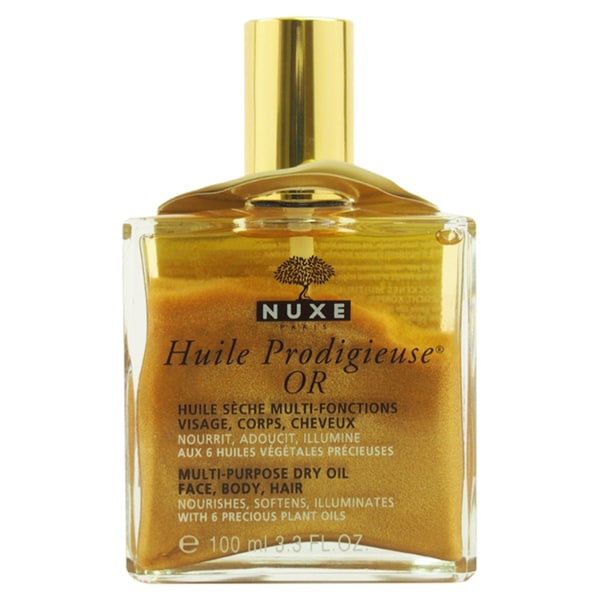 NUXE
PARIS
Huile Prodigieuse®
OR
HUILE SÈCHE MULTI-FONCTIONS
VISAGE, CORPS, CHEVEUX
NOURRIT, ADOUCIT, ILLUMINE
AUX 6 HUILES VÉGÉTALES PRÉCIEUSES
MULTI-PURPOSE DRY OIL
FACE, BODY, HAIR
NOURISHES, SOFTENS, ILLUMINATES
WITH 6 PRECIOUS PLANT OILS
℮ 100 ml 3.3 FL.OZ.